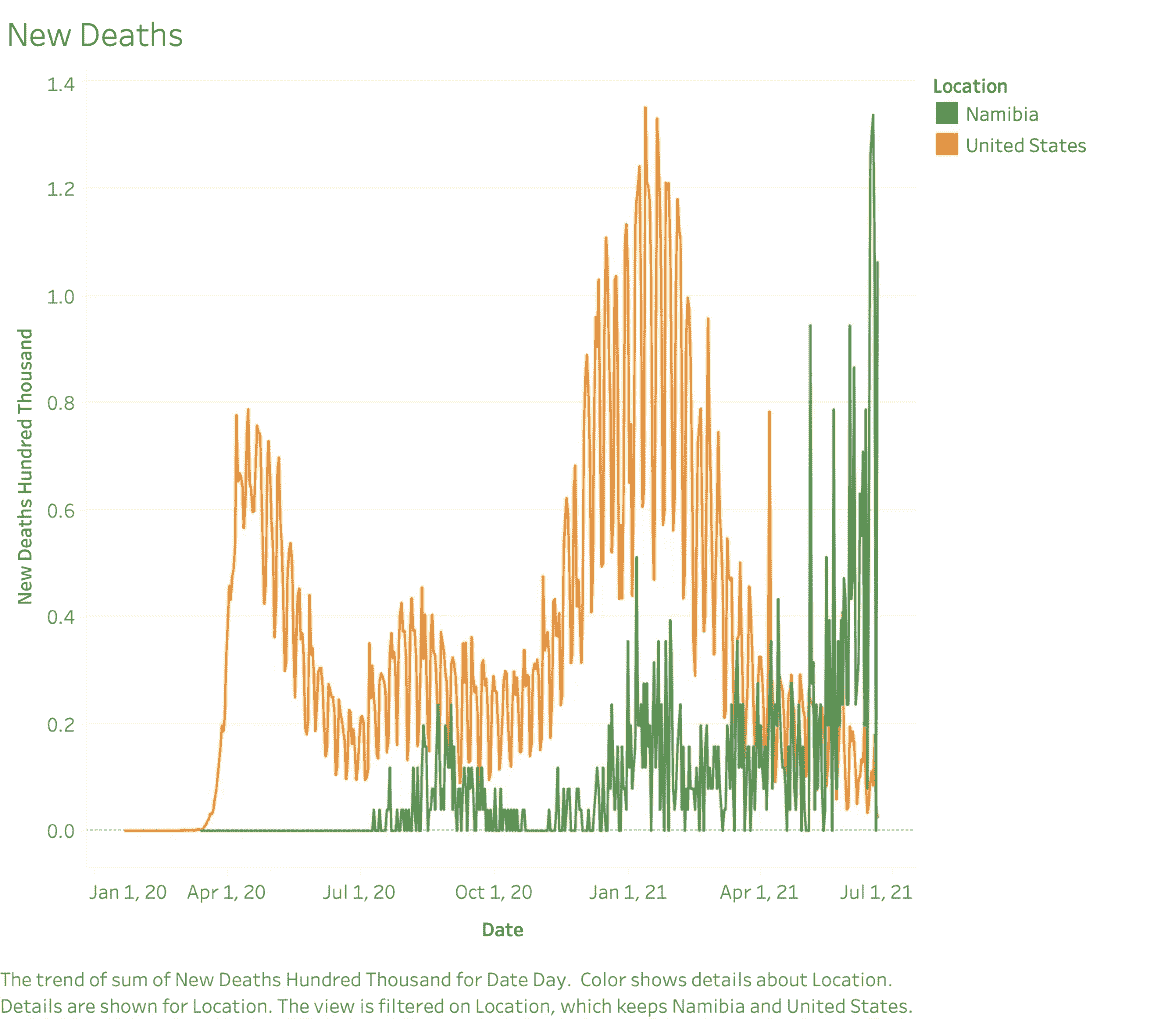 New Deaths
1.4
1.2
1.0
0.8
0.6
0.4
0.2
0.0
New Deaths Hundred Thousand
Jan 1, 20 Apr 1, 20 Jul 1, 20 Oct 1, 20 Jan 1, 21 Apr 1, 21 Jul 1, 21
Date
Location
Namibia
United States
The trend of sum of New Deaths Hundred Thousand for Date Day. Color shows details about Location.
Details are shown for Location. The view is filtered on Location, which keeps Namibia and United States.